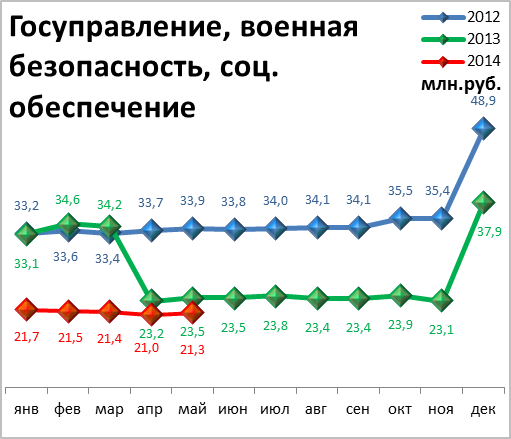 Госуправление, военная
безопасность, соц.
обеспечение
2012
2013
2014
млн.руб.
48,9
33,2 34,6 34,2 33,7 33,9 33,8 34,0 34,1 34,1 35,5 35,4
33,1 33,6 33,4 37,9
21,7 21,5 21,4 23,2 23,5 23,5 23,8 23,4 23,4 23,9 23,1
21,0 21,3
янв фев мар апр май июн июл авг сен окт ноя дек